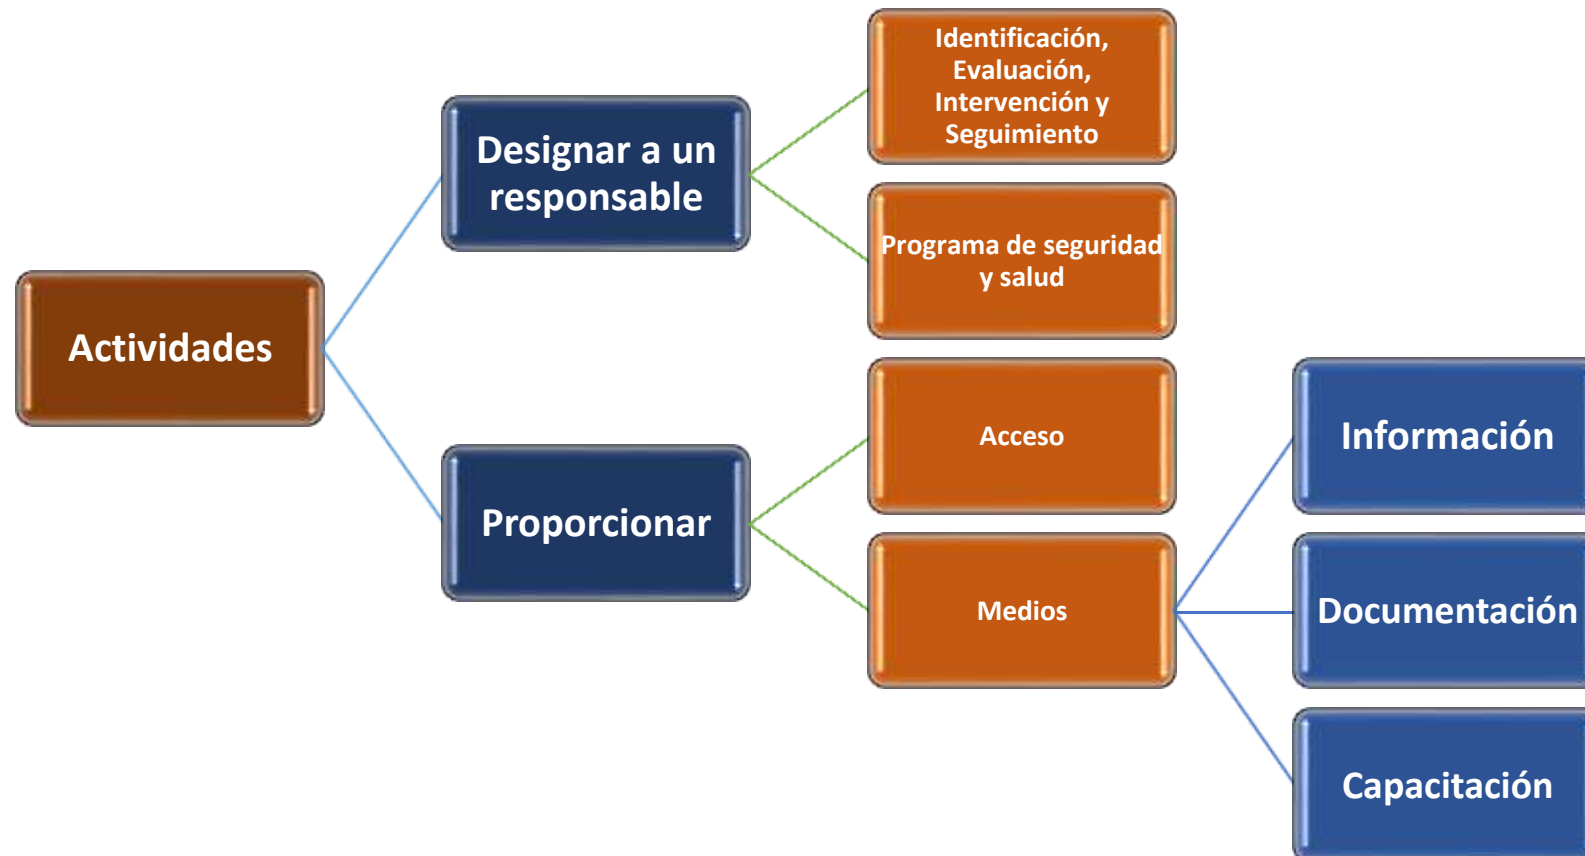 Actividades
Designar a un
responsable
Identificación,
Evaluación,
Intervención y
Seguimiento
Programa de seguridad
y salud
Proporcionar
Acceso
Medios
Información
Documentación
Capacitación